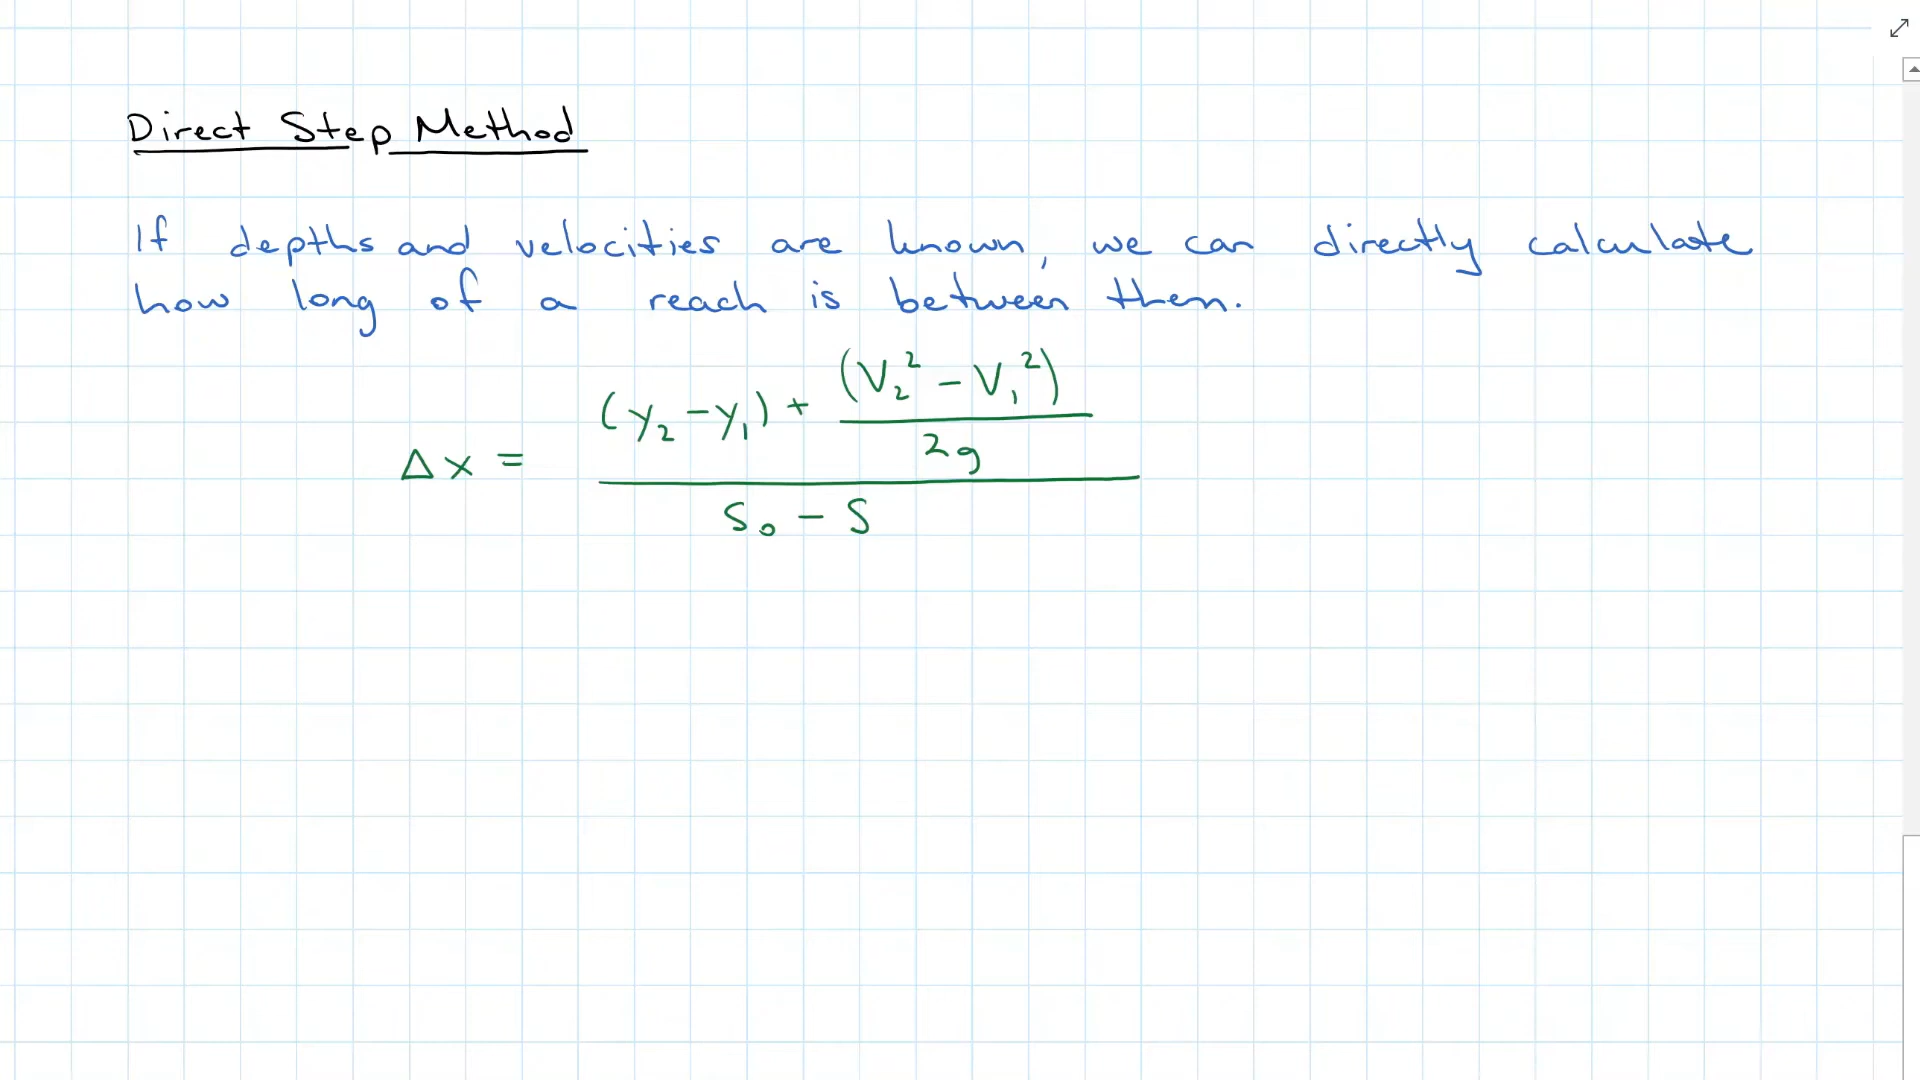 Direct Step Method
If depths and velocities are known, we can directly calculate
how long of a reach is between them.
Δx = ((y₂ - y₁) + (V₂² - V₁²) / 2g) / (S₀ - S)